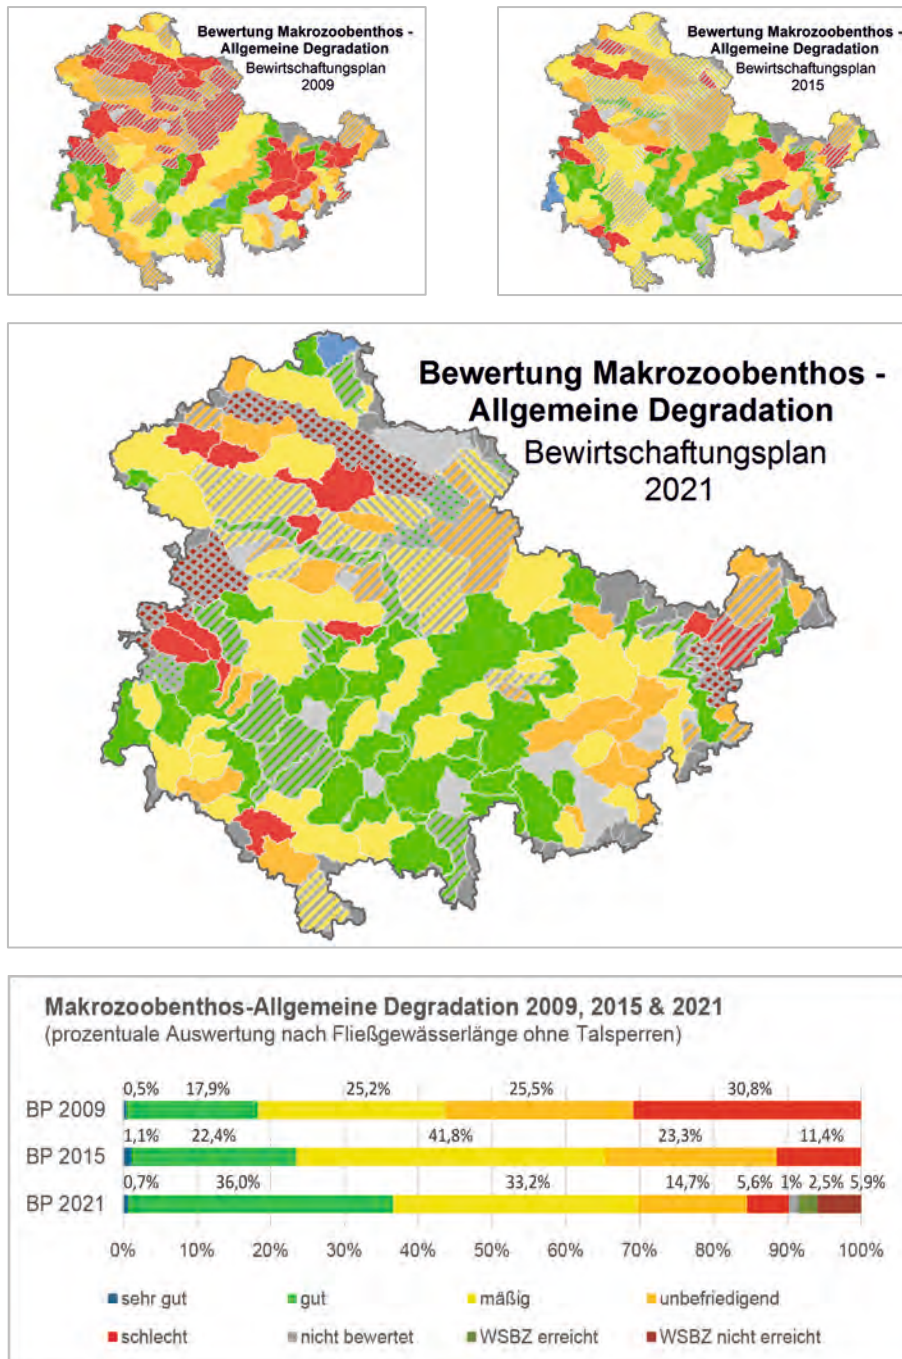 Bewertung Makrozoobenthos -
Allgemeine Degradation
Bewirtschaftungsplan
2009
Bewertung Makrozoobenthos -
Allgemeine Degradation
Bewirtschaftungsplan
2015
Bewertung Makrozoobenthos -
Allgemeine Degradation
Bewirtschaftungsplan
2021
Makrozoobenthos-Allgemeine Degradation 2009, 2015 & 2021
(prozentuale Auswertung nach Fließgewässerlänge ohne Talsperren)
0,5% 17,9% 25,2% 25,5% 30,8%
BP 2009
1,1% 22,4% 41,8% 23,3% 11,4%
BP 2015
0,7% 36,0% 33,2% 14,7% 5,6% 1% 2,5% 5,9%
BP 2021
0% 10% 20% 30% 40% 50% 60% 70% 80% 90% 100%
sehr gut gut mäßig unbefriedigend
schlecht nicht bewertet WSBZ erreicht WSBZ nicht erreicht